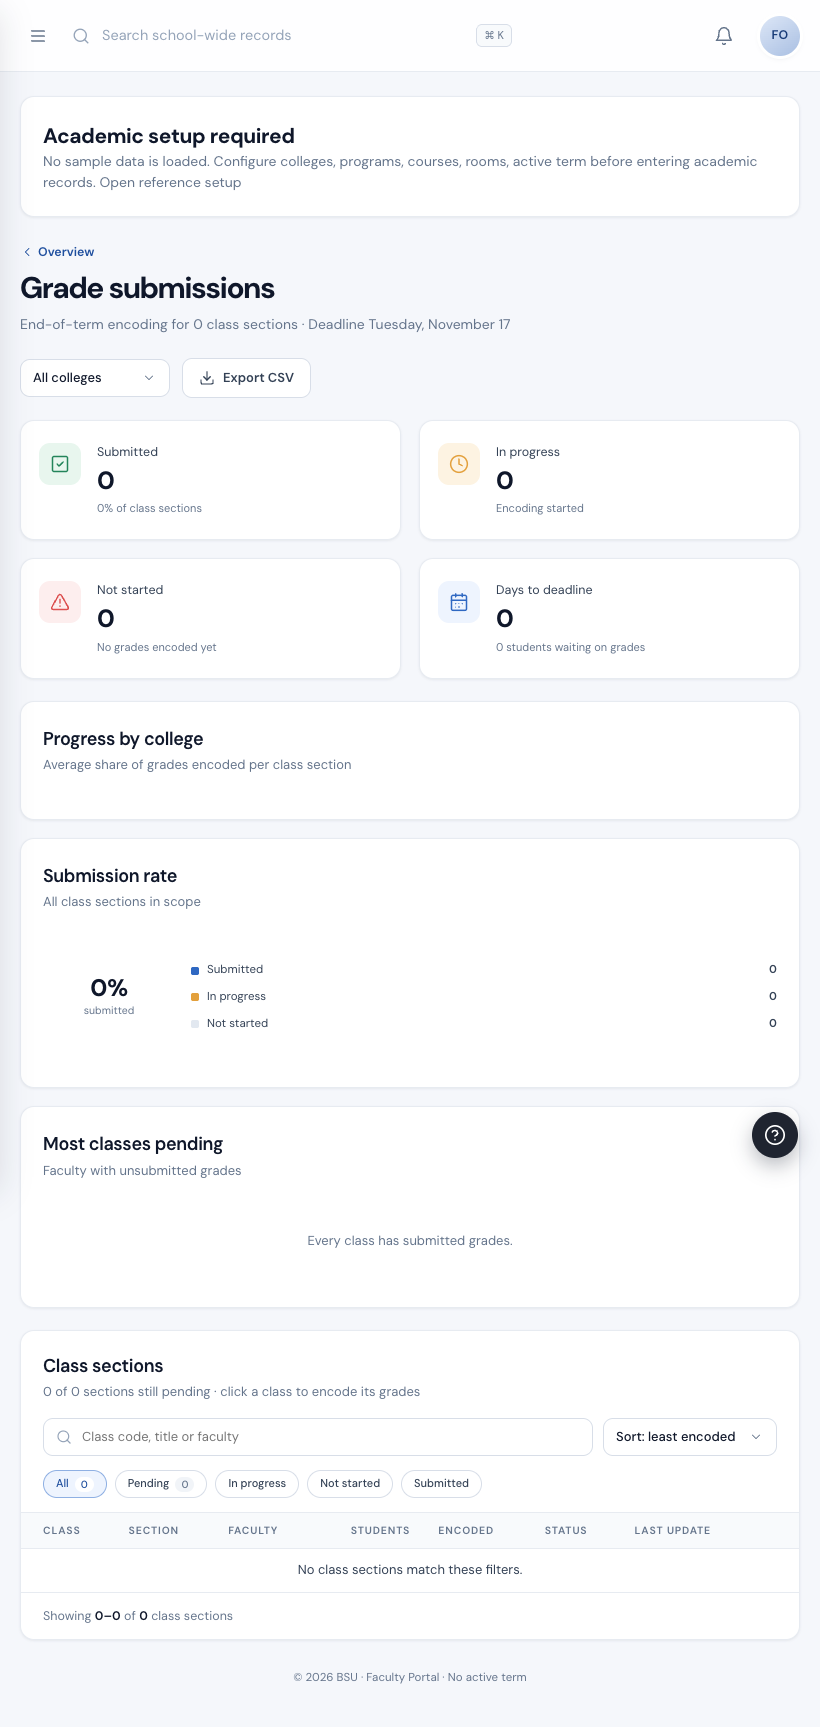 Search school-wide records
⌘ K
FO
Academic setup required
No sample data is loaded. Configure colleges, programs, courses, rooms, active term before entering academic
records. Open reference setup
Overview
Grade submissions
End-of-term encoding for 0 class sections · Deadline Tuesday, November 17
All colleges
Export CSV
Submitted
0
0% of class sections
In progress
0
Encoding started
Not started
0
No grades encoded yet
Days to deadline
0
0 students waiting on grades
Progress by college
Average share of grades encoded per class section
Submission rate
All class sections in scope
0%
submitted
Submitted 0
In progress 0
Not started 0
Most classes pending
Faculty with unsubmitted grades
Every class has submitted grades.
Class sections
0 of 0 sections still pending · click a class to encode its grades
Class code, title or faculty
Sort: least encoded
All 0 Pending 0 In progress Not started Submitted
CLASS SECTION FACULTY STUDENTS ENCODED STATUS LAST UPDATE
No class sections match these filters.
Showing 0–0 of 0 class sections
© 2026 BSU · Faculty Portal · No active term